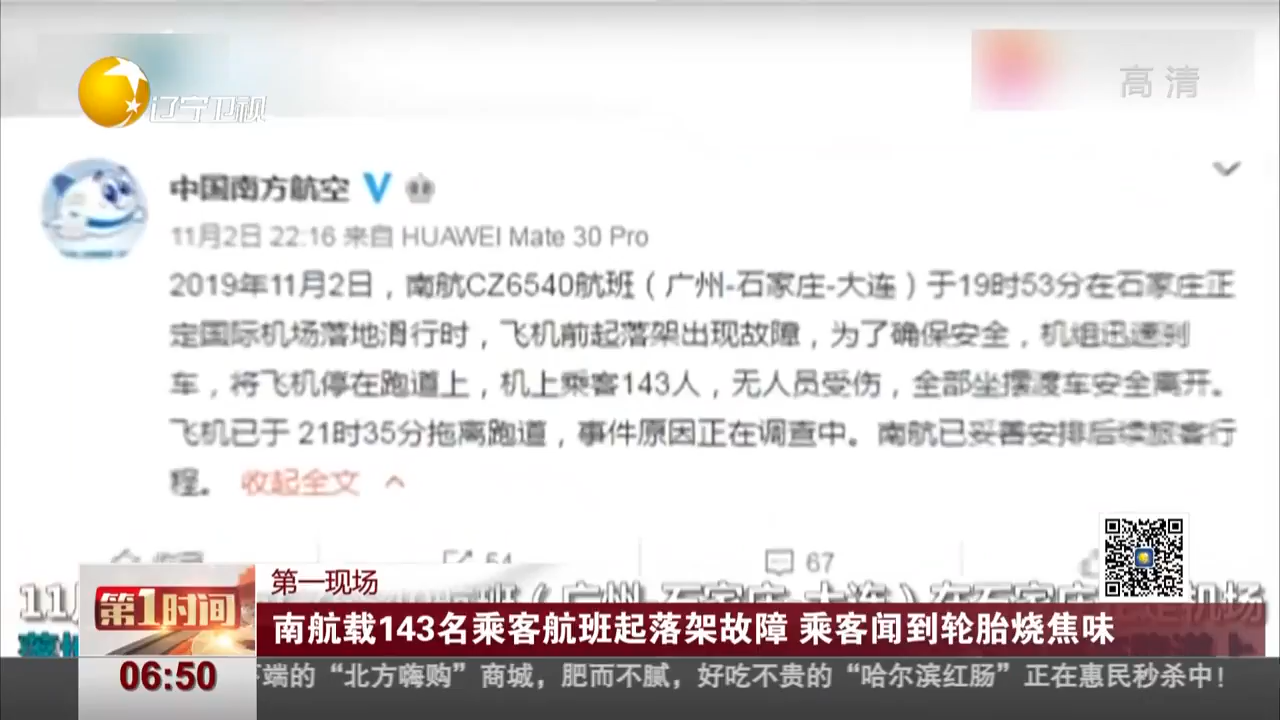 辽宁卫视
高清
中国南方航空
11月2日 22:16 来自 HUAWEI Mate 30 Pro
2019年11月2日，南航CZ6540航班（广州-石家庄-大连）于19时53分在石家庄正
定国际机场落地滑行时，飞机前起落架出现故障，为了确保安全，机组迅速刹
车，将飞机停在跑道上，机上乘客143人，无人员受伤，全部坐摆渡车安全离开。
飞机已于 21时35分拖离跑道，事件原因正在调查中。南航已妥善安排后续旅客行
程。 收起全文
收藏 54 67
第一现场
第1时间
南航载143名乘客航班起落架故障 乘客闻到轮胎烧焦味
06:50
端的“北方嗨购”商城，肥而不腻，好吃不贵的“哈尔滨红肠”正在惠民秒杀中！